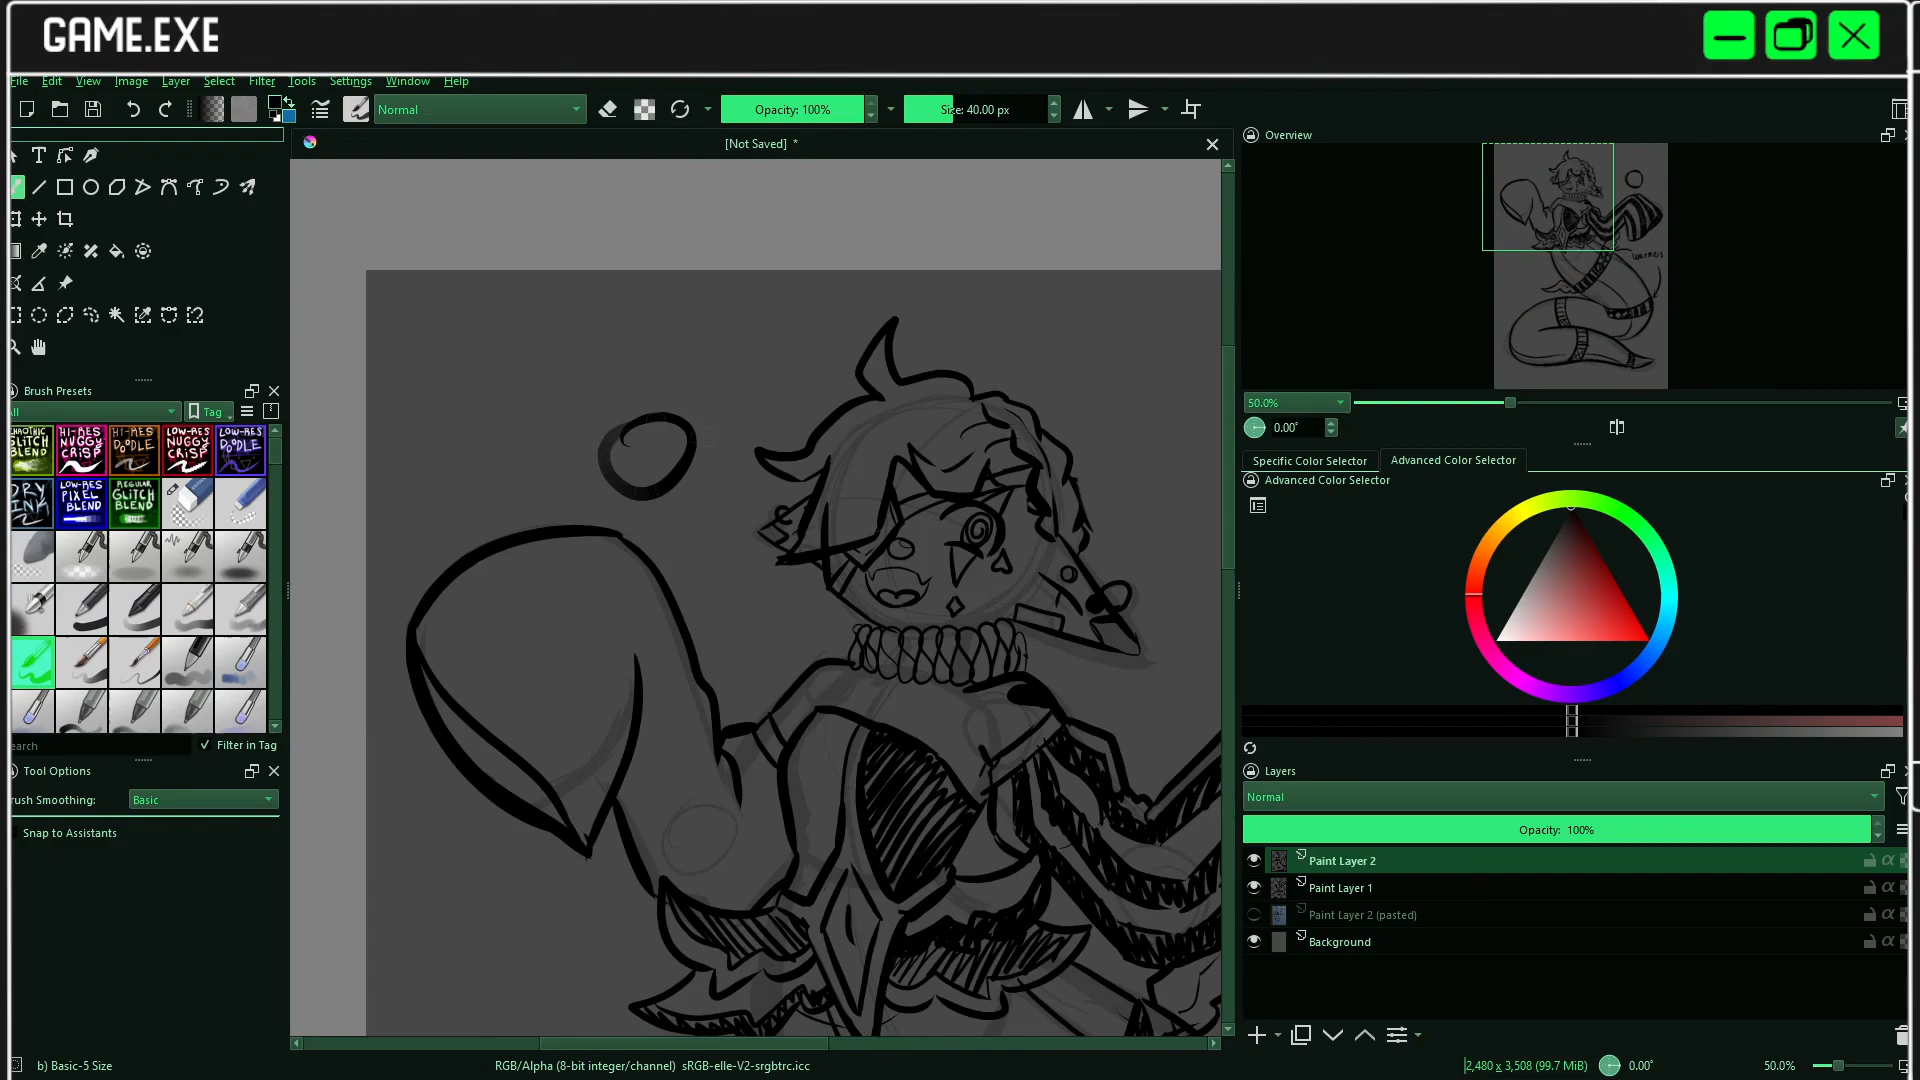 GAME.EXE
File Edit View Image Layer Select Filter Tools Settings Window Help
Normal
Opacity: 100%
Size: 40.00 px
[Not Saved] *
Overview
warmers
50.0%
0.00°
Specific Color Selector
Advanced Color Selector
Advanced Color Selector
Brush Presets
Tag
CHAOTHIC GLITCH BLEND
HI-RES NUGGY CRISP
HI-RES DOODLE
LOW-RES NUGGY CRISP
LOW-RES DOODLE
DRY INK
LOW-RES PIXEL BLEND
REGULAR GLITCH BLEND
earch
Filter in Tag
Tool Options
rush Smoothing:
Basic
Snap to Assistants
Layers
Normal
Opacity: 100%
Paint Layer 2
Paint Layer 1
Paint Layer 2 (pasted)
Background
b) Basic-5 Size
RGB/Alpha (8-bit integer/channel) sRGB-elle-V2-srgbtrc.icc
2,480 x 3,508 (99.7 MiB)
0.00°
50.0%